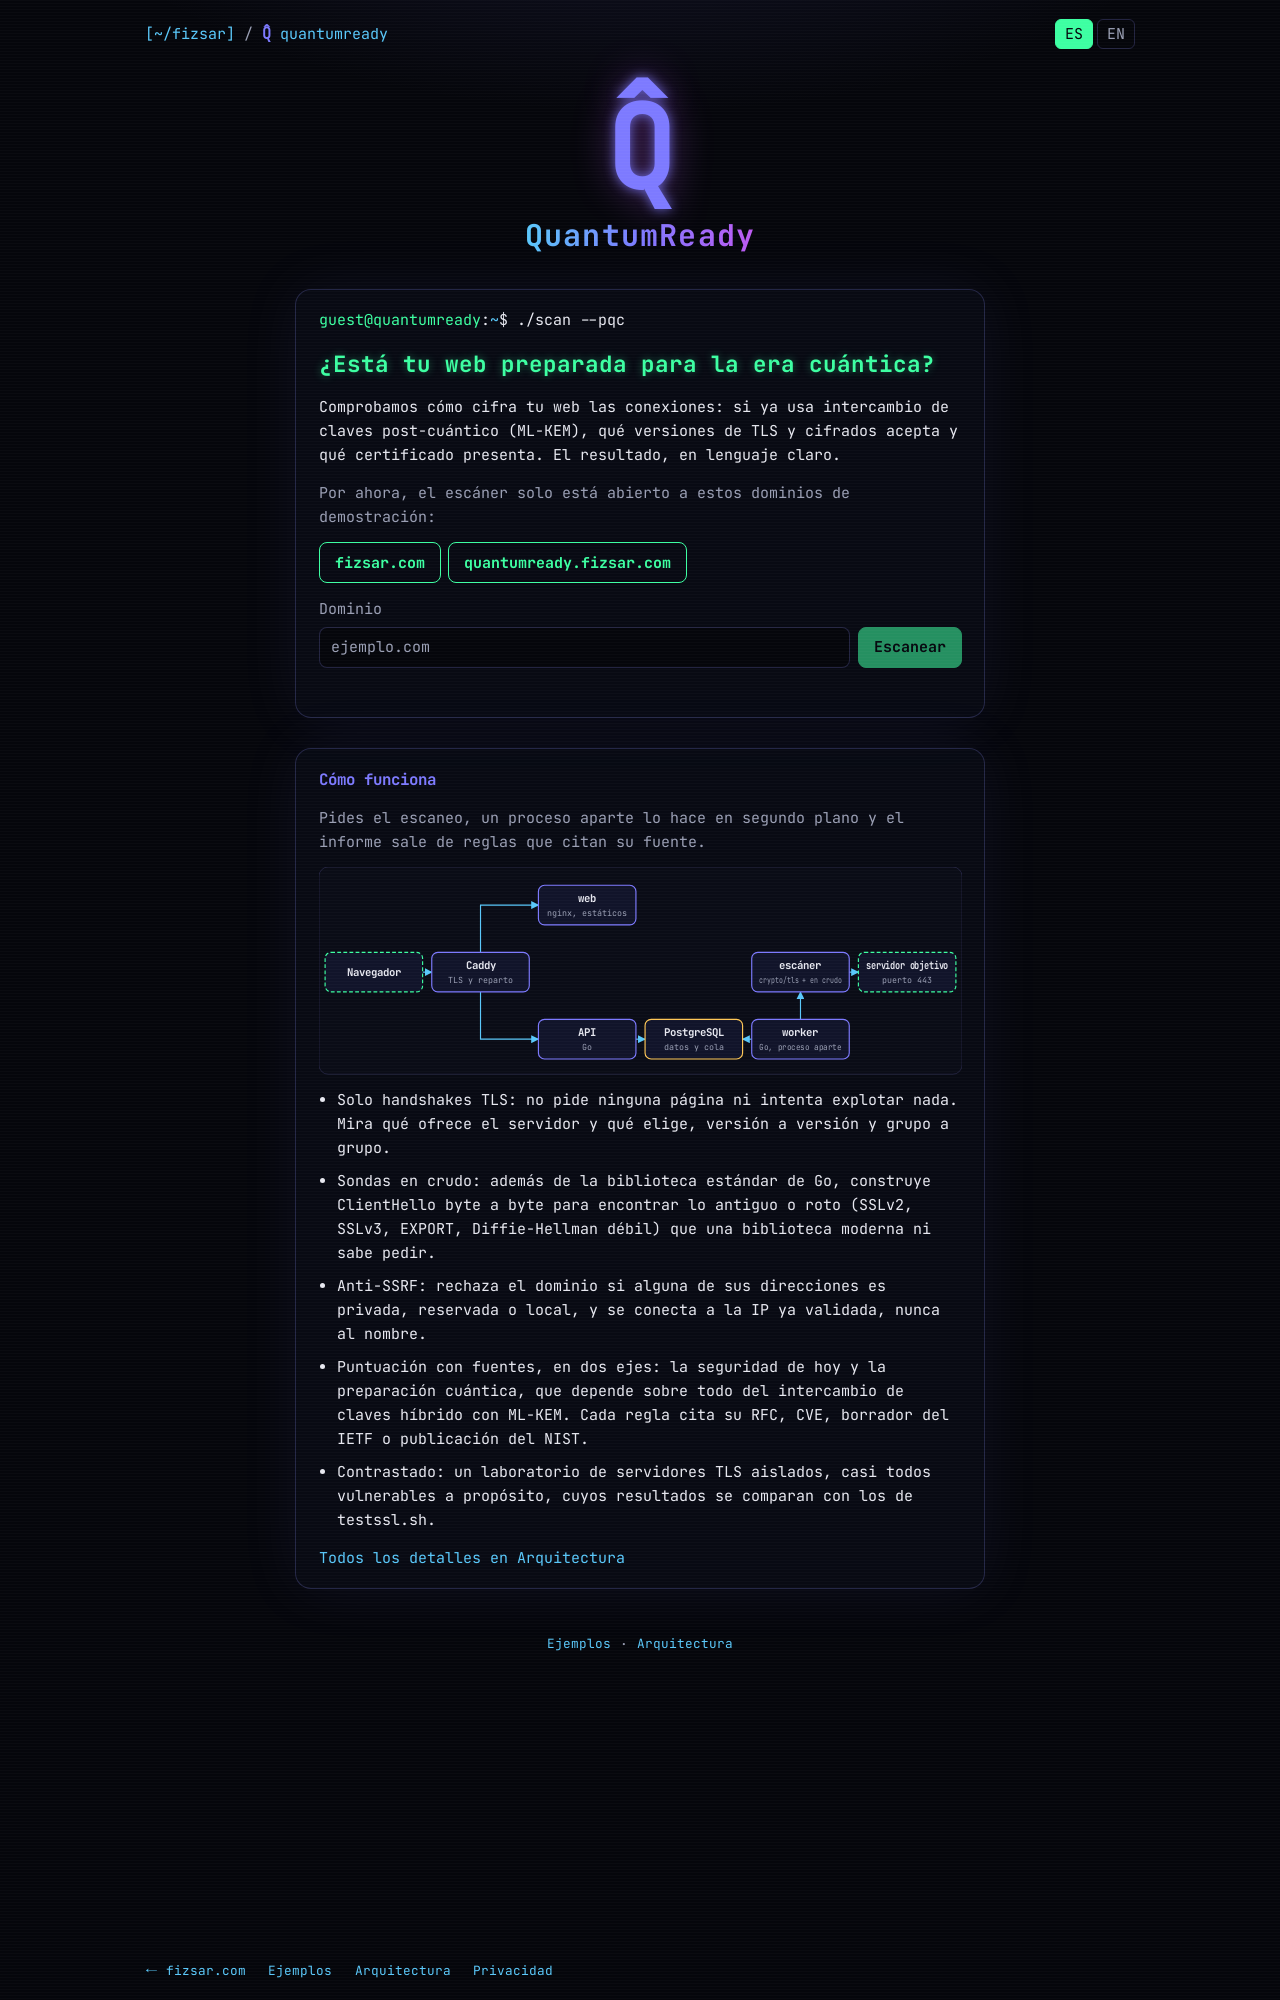 [~/fizsar] / Q̂ quantumready
ES EN
Q̂
QuantumReady
guest@quantumready:~$ ./scan --pqc
¿Está tu web preparada para la era cuántica?
Comprobamos cómo cifra tu web las conexiones: si ya usa intercambio de
claves post-cuántico (ML-KEM), qué versiones de TLS y cifrados acepta y
qué certificado presenta. El resultado, en lenguaje claro.
Por ahora, el escáner solo está abierto a estos dominios de
demostración:
fizsar.com quantumready.fizsar.com
Dominio
ejemplo.com Escanear
Cómo funciona
Pides el escaneo, un proceso aparte lo hace en segundo plano y el
informe sale de reglas que citan su fuente.
web
nginx, estáticos
Navegador
Caddy
TLS y reparto
escáner
crypto/tls + en crudo
servidor objetivo
puerto 443
API
Go
PostgreSQL
datos y cola
worker
Go, proceso aparte
• Solo handshakes TLS: no pide ninguna página ni intenta explotar nada.
Mira qué ofrece el servidor y qué elige, versión a versión y grupo a
grupo.
• Sondas en crudo: además de la biblioteca estándar de Go, construye
ClientHello byte a byte para encontrar lo antiguo o roto (SSLv2,
SSLv3, EXPORT, Diffie-Hellman débil) que una biblioteca moderna ni
sabe pedir.
• Anti-SSRF: rechaza el dominio si alguna de sus direcciones es
privada, reservada o local, y se conecta a la IP ya validada, nunca
al nombre.
• Puntuación con fuentes, en dos ejes: la seguridad de hoy y la
preparación cuántica, que depende sobre todo del intercambio de
claves híbrido con ML-KEM. Cada regla cita su RFC, CVE, borrador del
IETF o publicación del NIST.
• Contrastado: un laboratorio de servidores TLS aislados, casi todos
vulnerables a propósito, cuyos resultados se comparan con los de
testssl.sh.
Todos los detalles en Arquitectura
Ejemplos · Arquitectura
← fizsar.com Ejemplos Arquitectura Privacidad